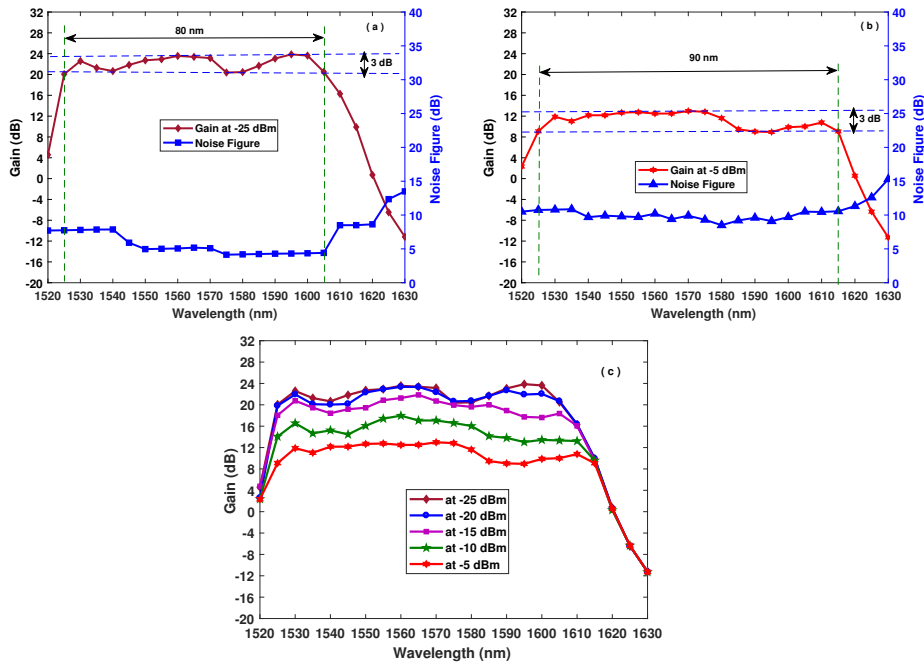 ( a )
80 nm
3 dB
Gain at -25 dBm
Noise Figure
32
28
24
20
16
12
8
4
0
-4
-8
-12
-16
-20
Gain (dB)
40
35
30
25
20
15
10
5
0
Noise Figure (dB)
1520 1530 1540 1550 1560 1570 1580 1590 1600 1610 1620 1630
Wavelength (nm)
( b )
90 nm
3 dB
Gain at -5 dBm
Noise Figure
32
28
24
20
16
12
8
4
0
-4
-8
-12
-16
-20
Gain (dB)
40
35
30
25
20
15
10
5
0
Noise Figure (dB)
1520 1530 1540 1550 1560 1570 1580 1590 1600 1610 1620 1630
Wavelength (nm)
( c )
32
28
24
20
16
12
8
4
0
-4
-8
-12
-16
-20
Gain (dB)
at -25 dBm
at -20 dBm
at -15 dBm
at -10 dBm
at -5 dBm
1520 1530 1540 1550 1560 1570 1580 1590 1600 1610 1620 1630
Wavelength (nm)